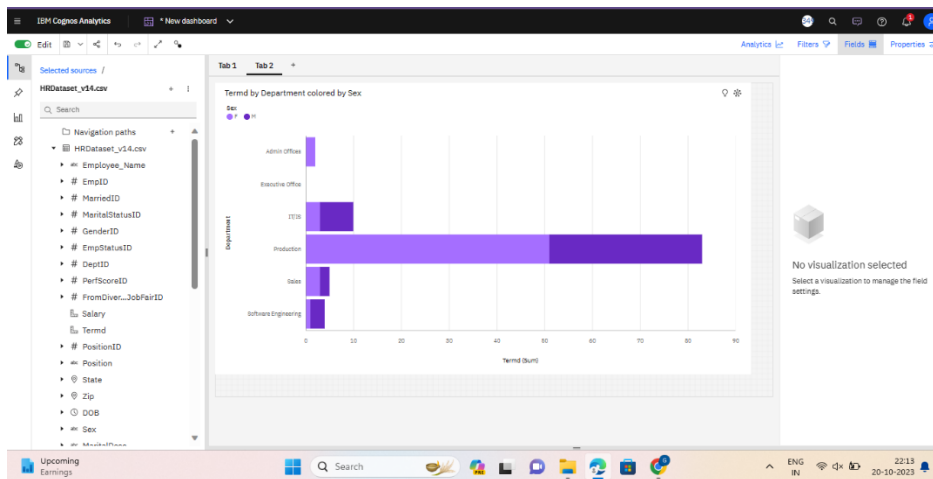 IBM Cognos Analytics
* New dashboard
Edit
Analytics
Filters
Fields
Properties
Selected sources /
HRDataset_v14.csv
Search
Navigation paths
HRDataset_v14.csv
abc Employee_Name
# EmpID
# MarriedID
# MaritalStatusID
# GenderID
# EmpStatusID
# DeptID
# PerfScoreID
# FromDiver...JobFairID
Salary
Termd
# PositionID
abc Position
State
Zip
DOB
abc Sex
Tab 1 Tab 2 +
Termd by Department colored by Sex
Sex
F M
Department
Admin Offices
Executive Office
IT/IS
Production
Sales
Software Engineering
0 10 20 30 40 50 60 70 80 90
Termd (Sum)
No visualization selected
Select a visualization to manage the field
settings.
Upcoming
Earnings
Search
ENG
IN
22:13
20-10-2023